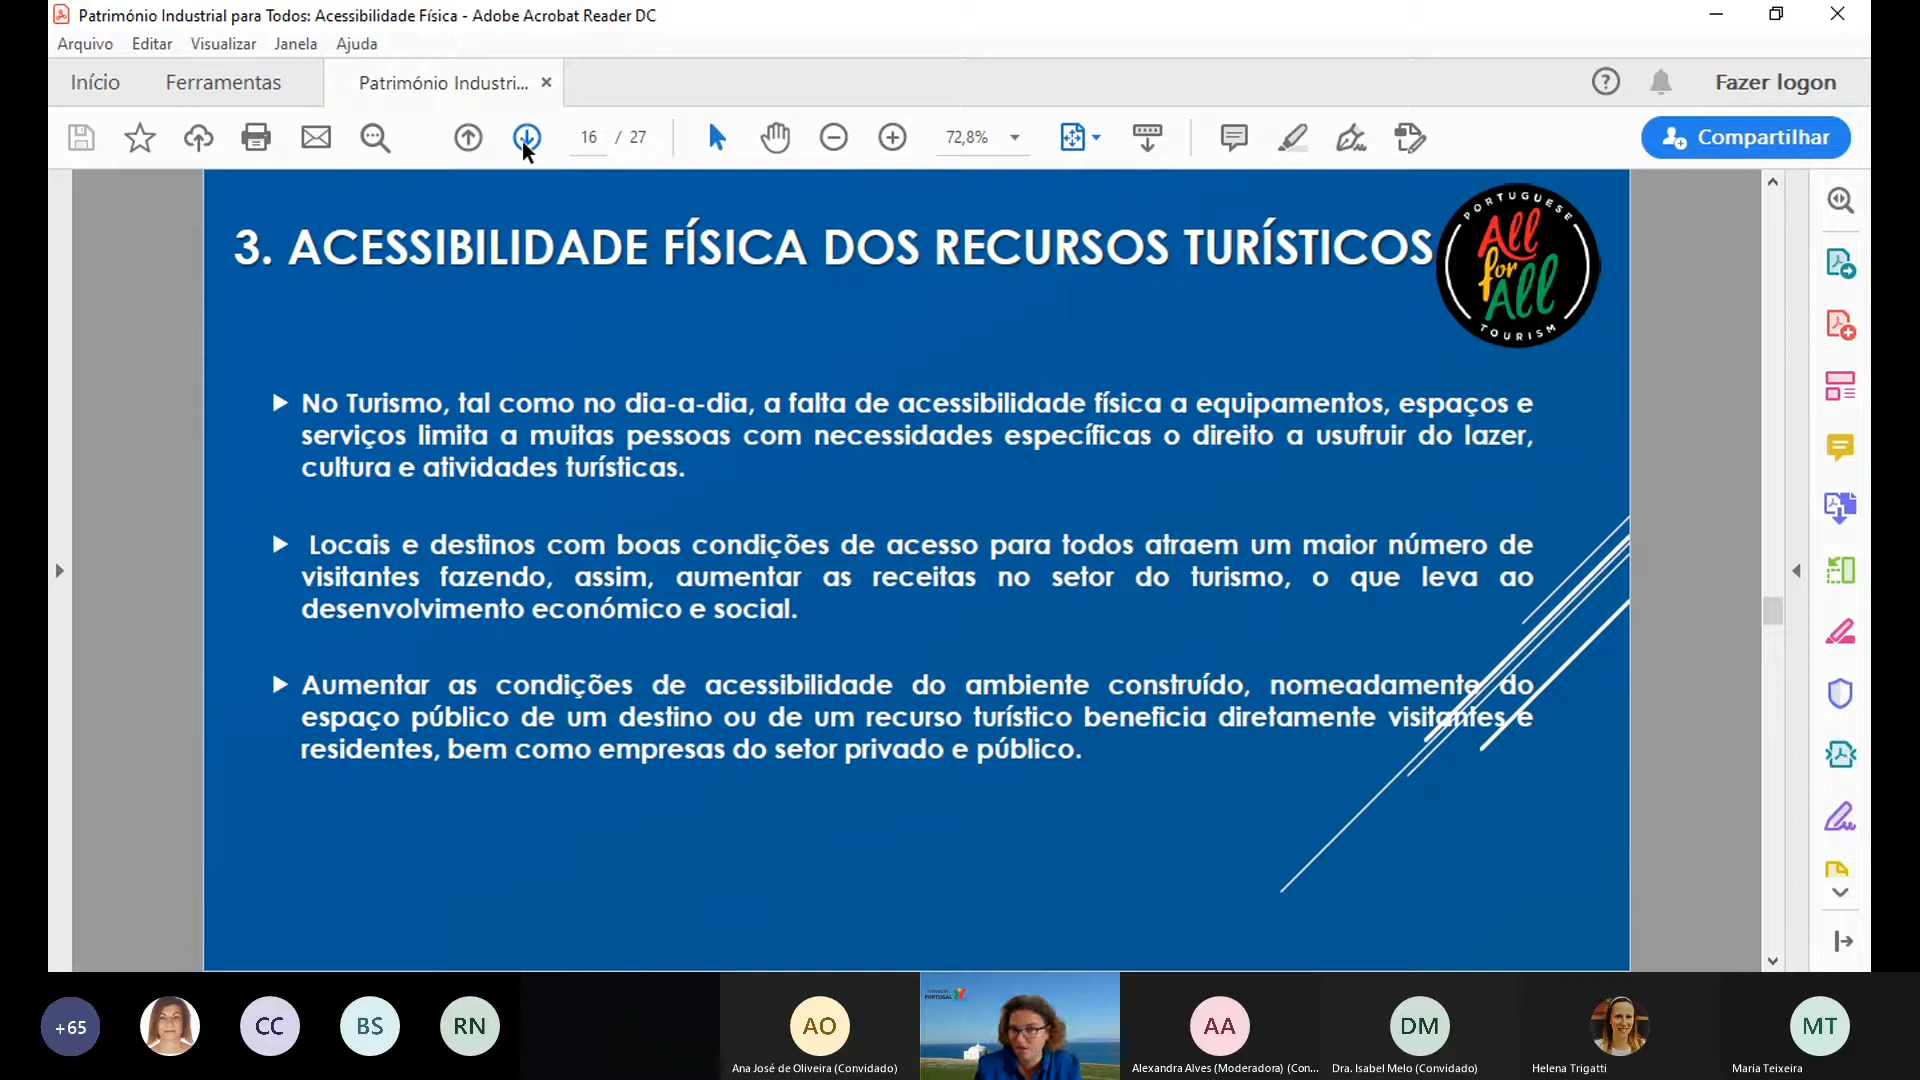 Património Industrial para Todos: Acessibilidade Física - Adobe Acrobat Reader DC
Arquivo Editar Visualizar Janela Ajuda
Início Ferramentas Património Industri... Fazer logon
16 / 27 72,8% Compartilhar
3. ACESSIBILIDADE FÍSICA DOS RECURSOS TURÍSTICOS
PORTUGUESE
All
for
All
TOURISM
No Turismo, tal como no dia-a-dia, a falta de acessibilidade física a equipamentos, espaços e
serviços limita a muitas pessoas com necessidades específicas o direito a usufruir do lazer,
cultura e atividades turísticas.
Locais e destinos com boas condições de acesso para todos atraem um maior número de
visitantes fazendo, assim, aumentar as receitas no setor do turismo, o que leva ao
desenvolvimento económico e social.
Aumentar as condições de acessibilidade do ambiente construído, nomeadamente do
espaço público de um destino ou de um recurso turístico beneficia diretamente visitantes e
residentes, bem como empresas do setor privado e público.
+65 CC BS RN AO PORTUGAL AA DM MT
Ana José de Oliveira (Convidado) Alexandra Alves (Moderadora) (Con... Dra. Isabel Melo (Convidado) Helena Trigatti Maria Teixeira